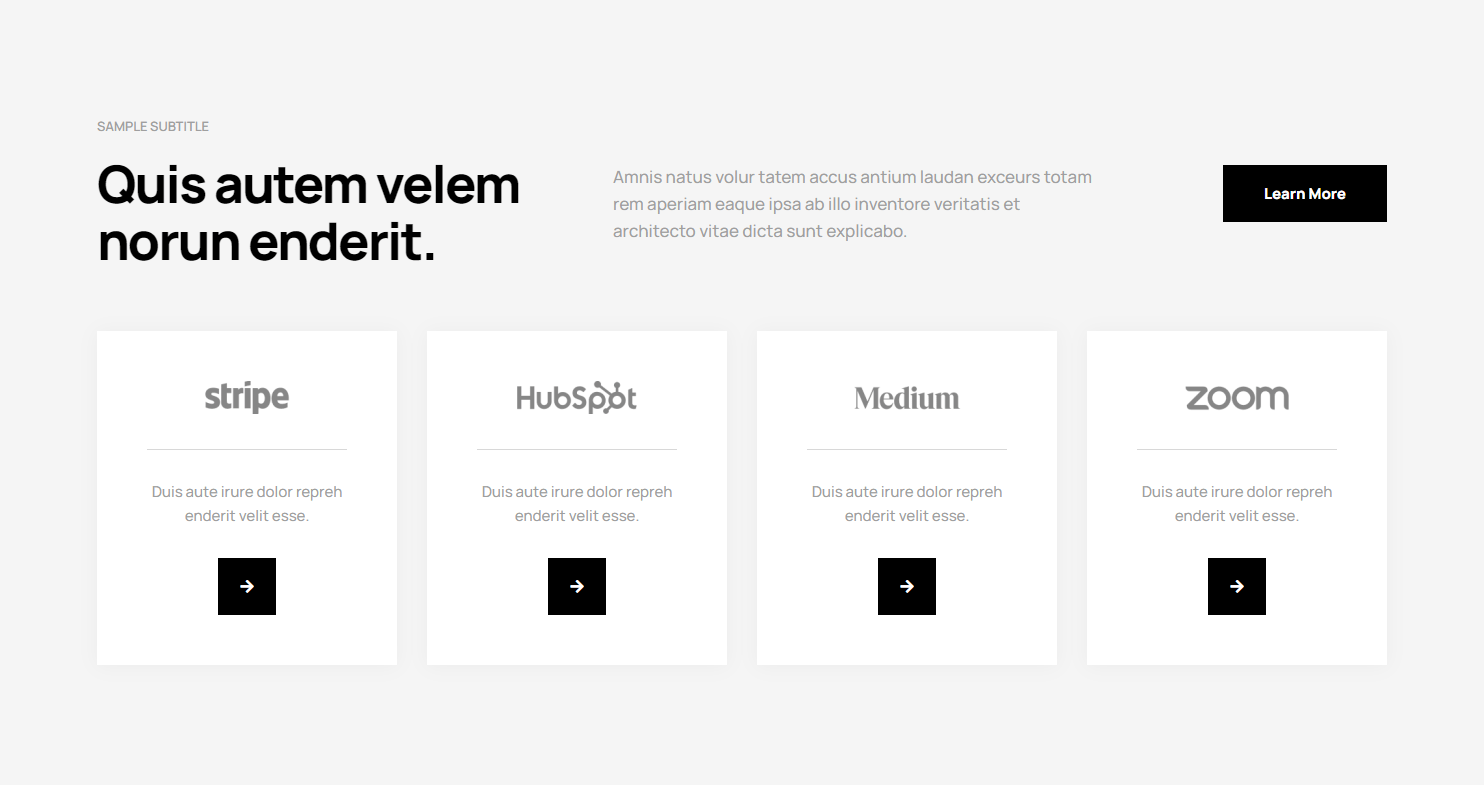 SAMPLE SUBTITLE
Quis autem velem
norun enderit.
Amnis natus volur tatem accus antium laudan exceurs totam
rem aperiam eaque ipsa ab illo inventore veritatis et
architecto vitae dicta sunt explicabo.
Learn More
stripe
Duis aute irure dolor repreh
enderit velit esse.
HubSpot
Duis aute irure dolor repreh
enderit velit esse.
Medium
Duis aute irure dolor repreh
enderit velit esse.
zoom
Duis aute irure dolor repreh
enderit velit esse.